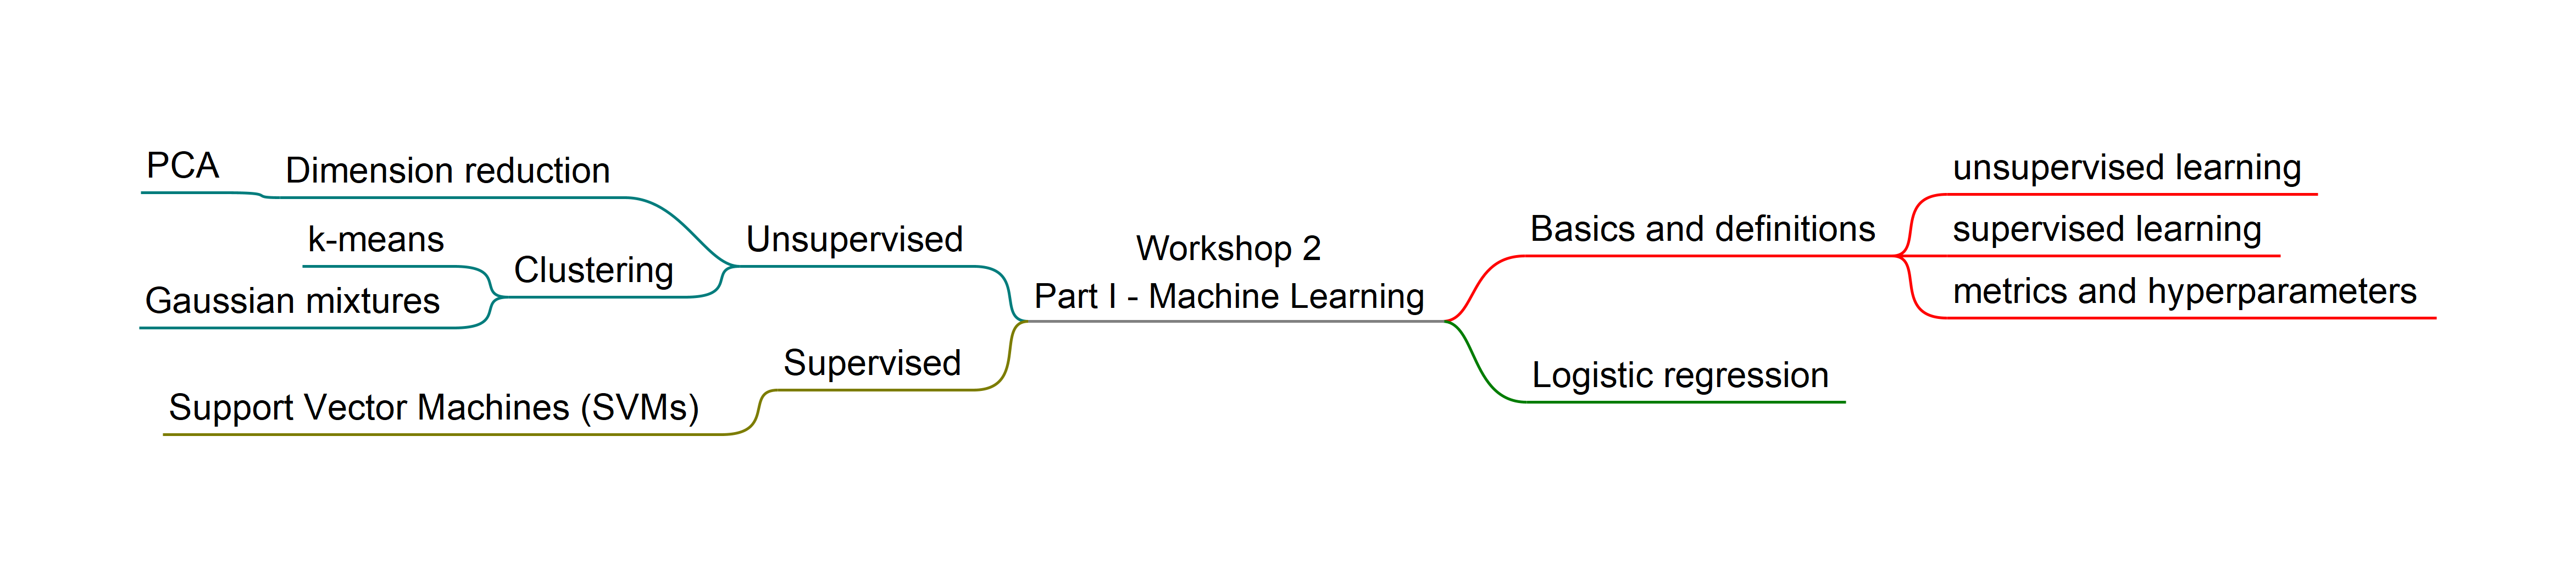 PCA
Dimension reduction
k-means
Gaussian mixtures
Clustering
Unsupervised
Supervised
Support Vector Machines (SVMs)
Workshop 2
Part I - Machine Learning
Basics and definitions
unsupervised learning
supervised learning
metrics and hyperparameters
Logistic regression